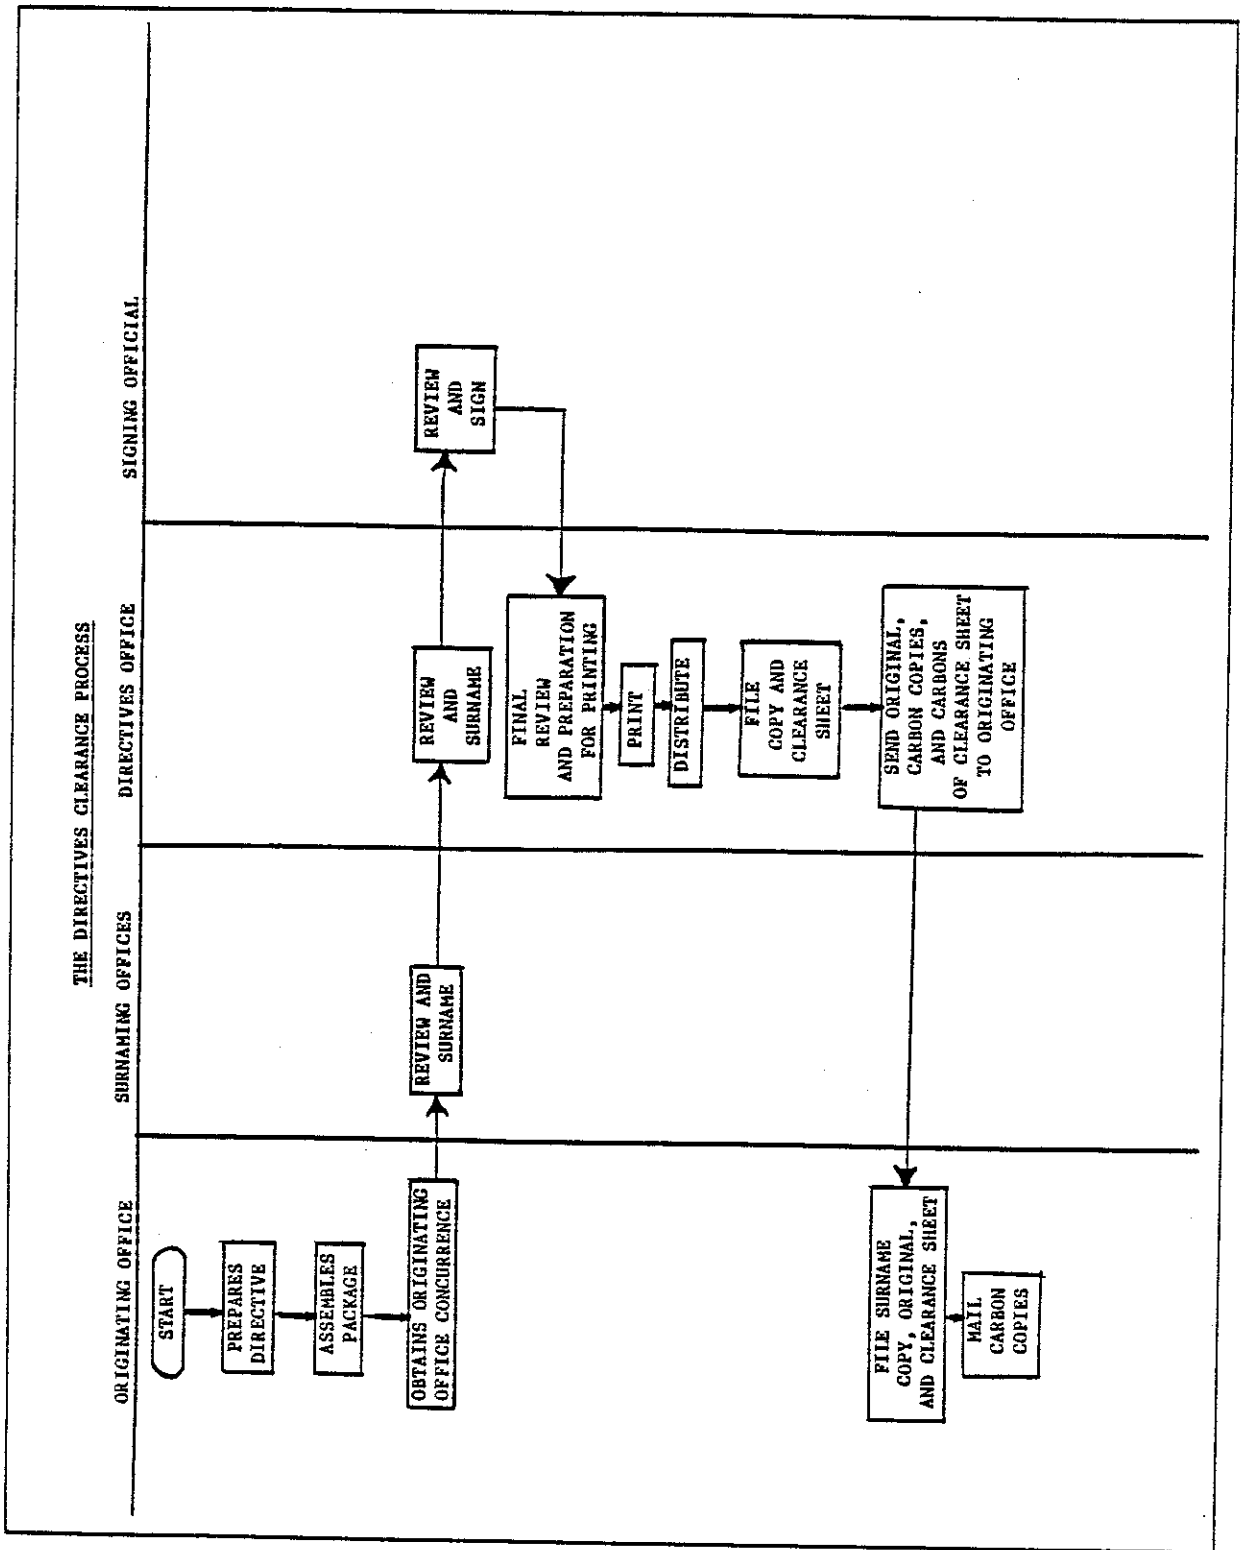 THE DIRECTIVES CLEARANCE PROCESS
ORIGINATING OFFICE
SURNAMING OFFICES
DIRECTIVES OFFICE
SIGNING OFFICIAL
START
PREPARES
DIRECTIVE
ASSEMBLES
PACKAGE
OBTAINS ORIGINATING
OFFICE CONCURRENCE
REVIEW AND
SURNAME
REVIEW
AND
SURNAME
REVIEW
AND
SIGN
FINAL
REVIEW
AND PREPARATION
FOR PRINTING
PRINT
DISTRIBUTE
FILE
COPY AND
CLEARANCE
SHEET
SEND ORIGINAL,
CARBON COPIES,
AND CARBONS
OF CLEARANCE SHEET
TO ORIGINATING
OFFICE
FILE SURNAME
COPY, ORIGINAL,
AND CLEARANCE SHEET
MAIL
CARBON
COPIES